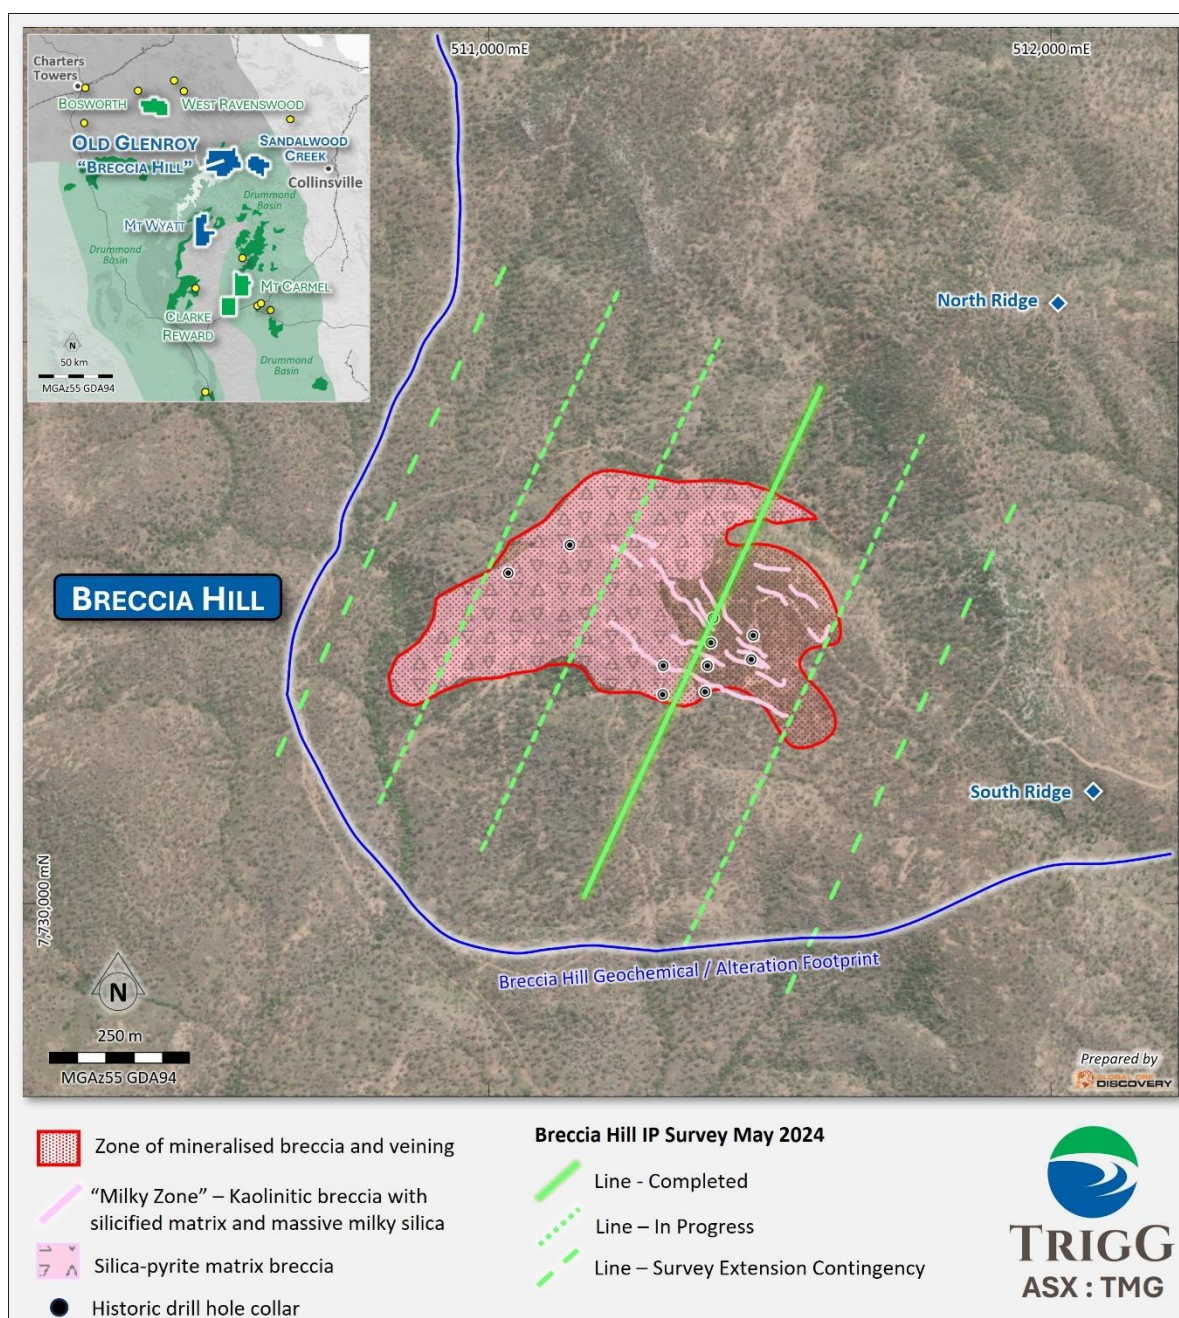 511,000 mE
512,000 mE
Charters
Towers
BOSWORTH
WEST RAVENSWOOD
OLD GLENROY
"BRECCIA HILL"
SANDALWOOD
CREEK
Collinsville
Drummond
Basin
MT WYATT
Drummond
Basin
MT CARMEL
CLARKE
REWARD
N
50 km
Drummond
Basin
MGAz55 GDA94
North Ridge
BRECCIA HILL
South Ridge
7,730,000 mN
Breccia Hill Geochemical / Alteration Footprint
N
250 m
MGAz55 GDA94
Prepared by
GLOBAL ORE
DISCOVERY
Zone of mineralised breccia and veining
"Milky Zone" – Kaolinitic breccia with
silicified matrix and massive milky silica
Silica-pyrite matrix breccia
Historic drill hole collar
Breccia Hill IP Survey May 2024
Line - Completed
Line – In Progress
Line – Survey Extension Contingency
TRIGG
ASX : TMG